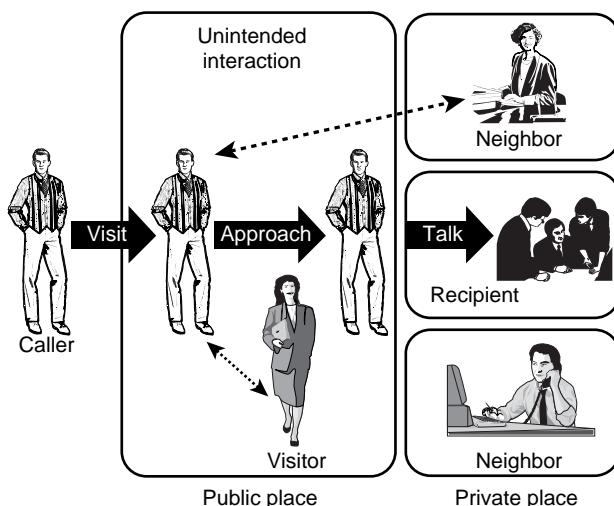 Unintended
interaction
Neighbor
Visit
Approach
Talk
Recipient
Caller
Visitor
Neighbor
Public place
Private place